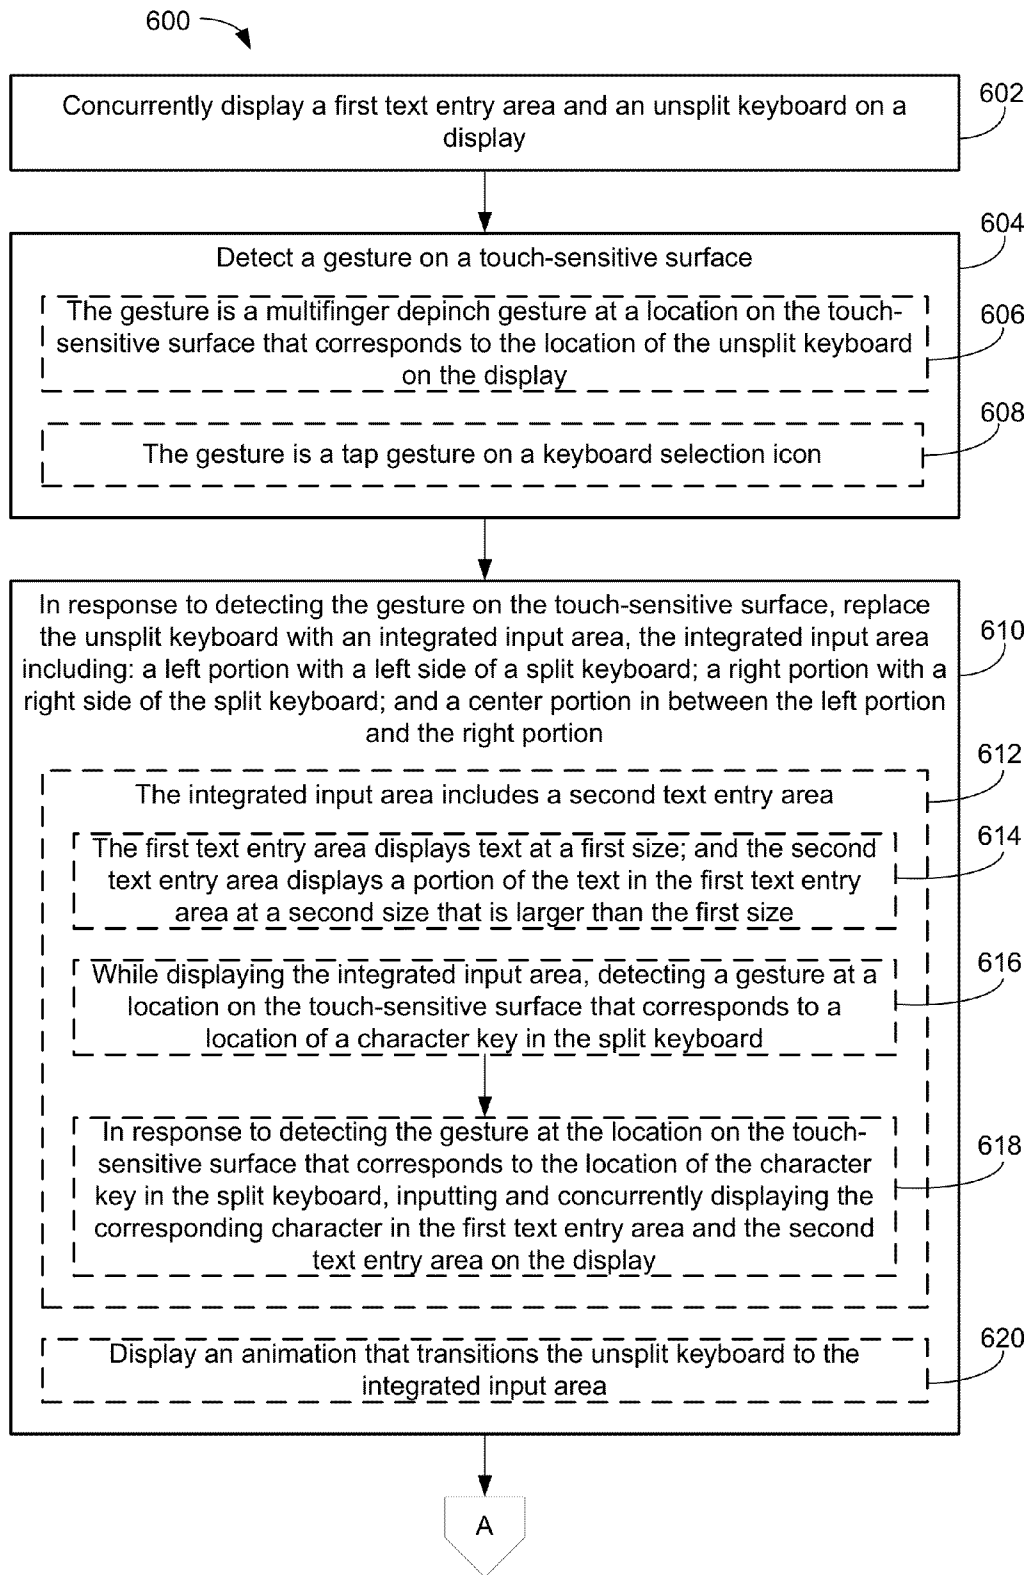 600
Concurrently display a first text entry area and an unsplit keyboard on a
display
602
604
Detect a gesture on a touch-sensitive surface
The gesture is a multifinger depinch gesture at a location on the touch-
sensitive surface that corresponds to the location of the unsplit keyboard
on the display
606
608
The gesture is a tap gesture on a keyboard selection icon
In response to detecting the gesture on the touch-sensitive surface, replace
the unsplit keyboard with an integrated input area, the integrated input area
including: a left portion with a left side of a split keyboard; a right portion with a
right side of the split keyboard; and a center portion in between the left portion
and the right portion
610
612
The integrated input area includes a second text entry area
The first text entry area displays text at a first size; and the second
text entry area displays a portion of the text in the first text entry
area at a second size that is larger than the first size
614
While displaying the integrated input area, detecting a gesture at a
location on the touch-sensitive surface that corresponds to a
location of a character key in the split keyboard
616
In response to detecting the gesture at the location on the touch-
sensitive surface that corresponds to the location of the character
key in the split keyboard, inputting and concurrently displaying the
corresponding character in the first text entry area and the second
text entry area on the display
618
Display an animation that transitions the unsplit keyboard to the
integrated input area
620
A